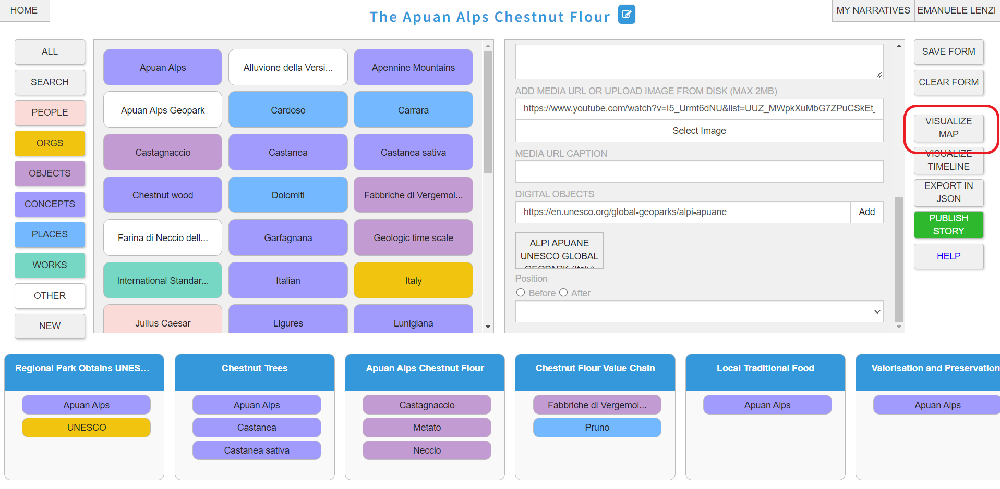 HOME
The Apuan Alps Chestnut Flour
MY NARRATIVES
EMANUELE LENZI
ALL
SEARCH
PEOPLE
ORGS
OBJECTS
CONCEPTS
PLACES
WORKS
OTHER
NEW
Apuan Alps
Alluvione della Versi...
Apennine Mountains
Apuan Alps Geopark
Cardoso
Carrara
Castagnaccio
Castanea
Castanea sativa
Chestnut wood
Dolomiti
Fabbriche di Vergemol...
Farina di Neccio dell...
Garfagnana
Geologic time scale
International Standar...
Italian
Italy
Julius Caesar
Ligures
Lunigiana
NOTES
ADD MEDIA URL OR UPLOAD IMAGE FROM DISK (MAX 2MB)
https://www.youtube.com/watch?v=I5_Urmt6dNU&list=UUZ_MWpkXuMbG7ZPuCSkEt_
Select Image
MEDIA URL CAPTION
DIGITAL OBJECTS
https://en.unesco.org/global-geoparks/alpi-apuane
Add
ALPI APUANE
UNESCO GLOBAL
GEOPARK (Italy)
Position
Before
After
SAVE FORM
CLEAR FORM
VISUALIZE
MAP
VISUALIZE
TIMELINE
EXPORT IN
JSON
PUBLISH
STORY
HELP
Regional Park Obtains UNES...
Apuan Alps
UNESCO
Chestnut Trees
Apuan Alps
Castanea
Castanea sativa
Apuan Alps Chestnut Flour
Castagnaccio
Metato
Neccio
Chestnut Flour Value Chain
Fabbriche di Vergemol...
Pruno
Local Traditional Food
Apuan Alps
Valorisation and Preservation
Apuan Alps